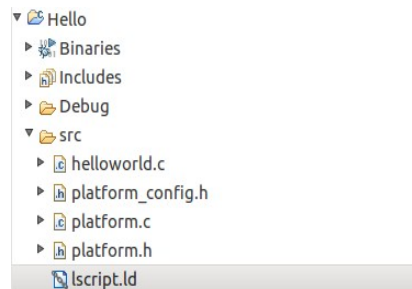 Hello
Binaries
Includes
Debug
src
helloworld.c
platform_config.h
platform.c
platform.h
lscript.ld